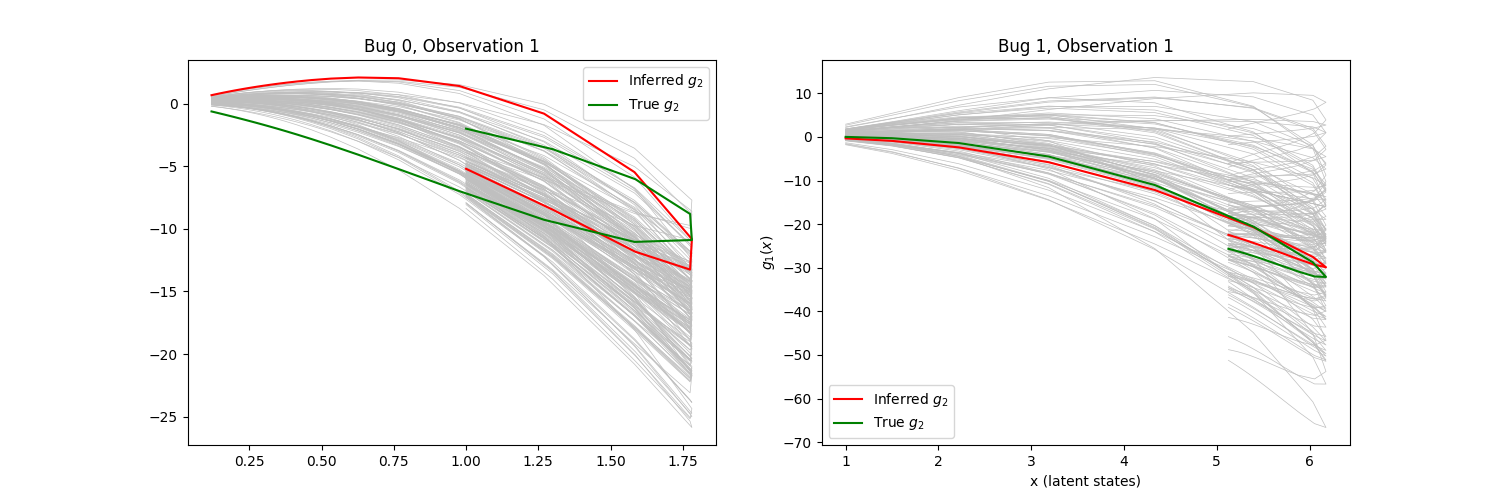 Bug 0, Observation 1
Inferred g₂
True g₂
0
−5
−10
−15
−20
−25
0.25 0.50 0.75 1.00 1.25 1.50 1.75
Bug 1, Observation 1
g₁(x)
10
0
−10
−20
−30
−40
−50
−60
−70
Inferred g₂
True g₂
1 2 3 4 5 6
x (latent states)